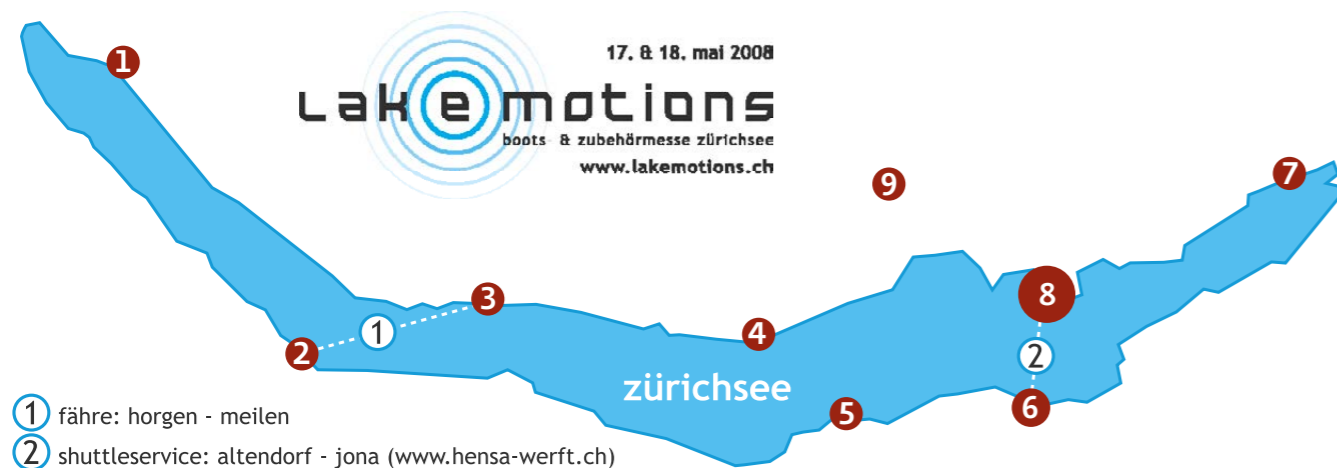 17. & 18. mai 2008
lakemotions
boots- & zubehörmesse zürichsee
www.lakemotions.ch
1
9
7
8
3
1
2
4
2
zürichsee
6
5
1 fähre: horgen - meilen
2 shuttleservice: altendorf - jona (www.hensa-werft.ch)